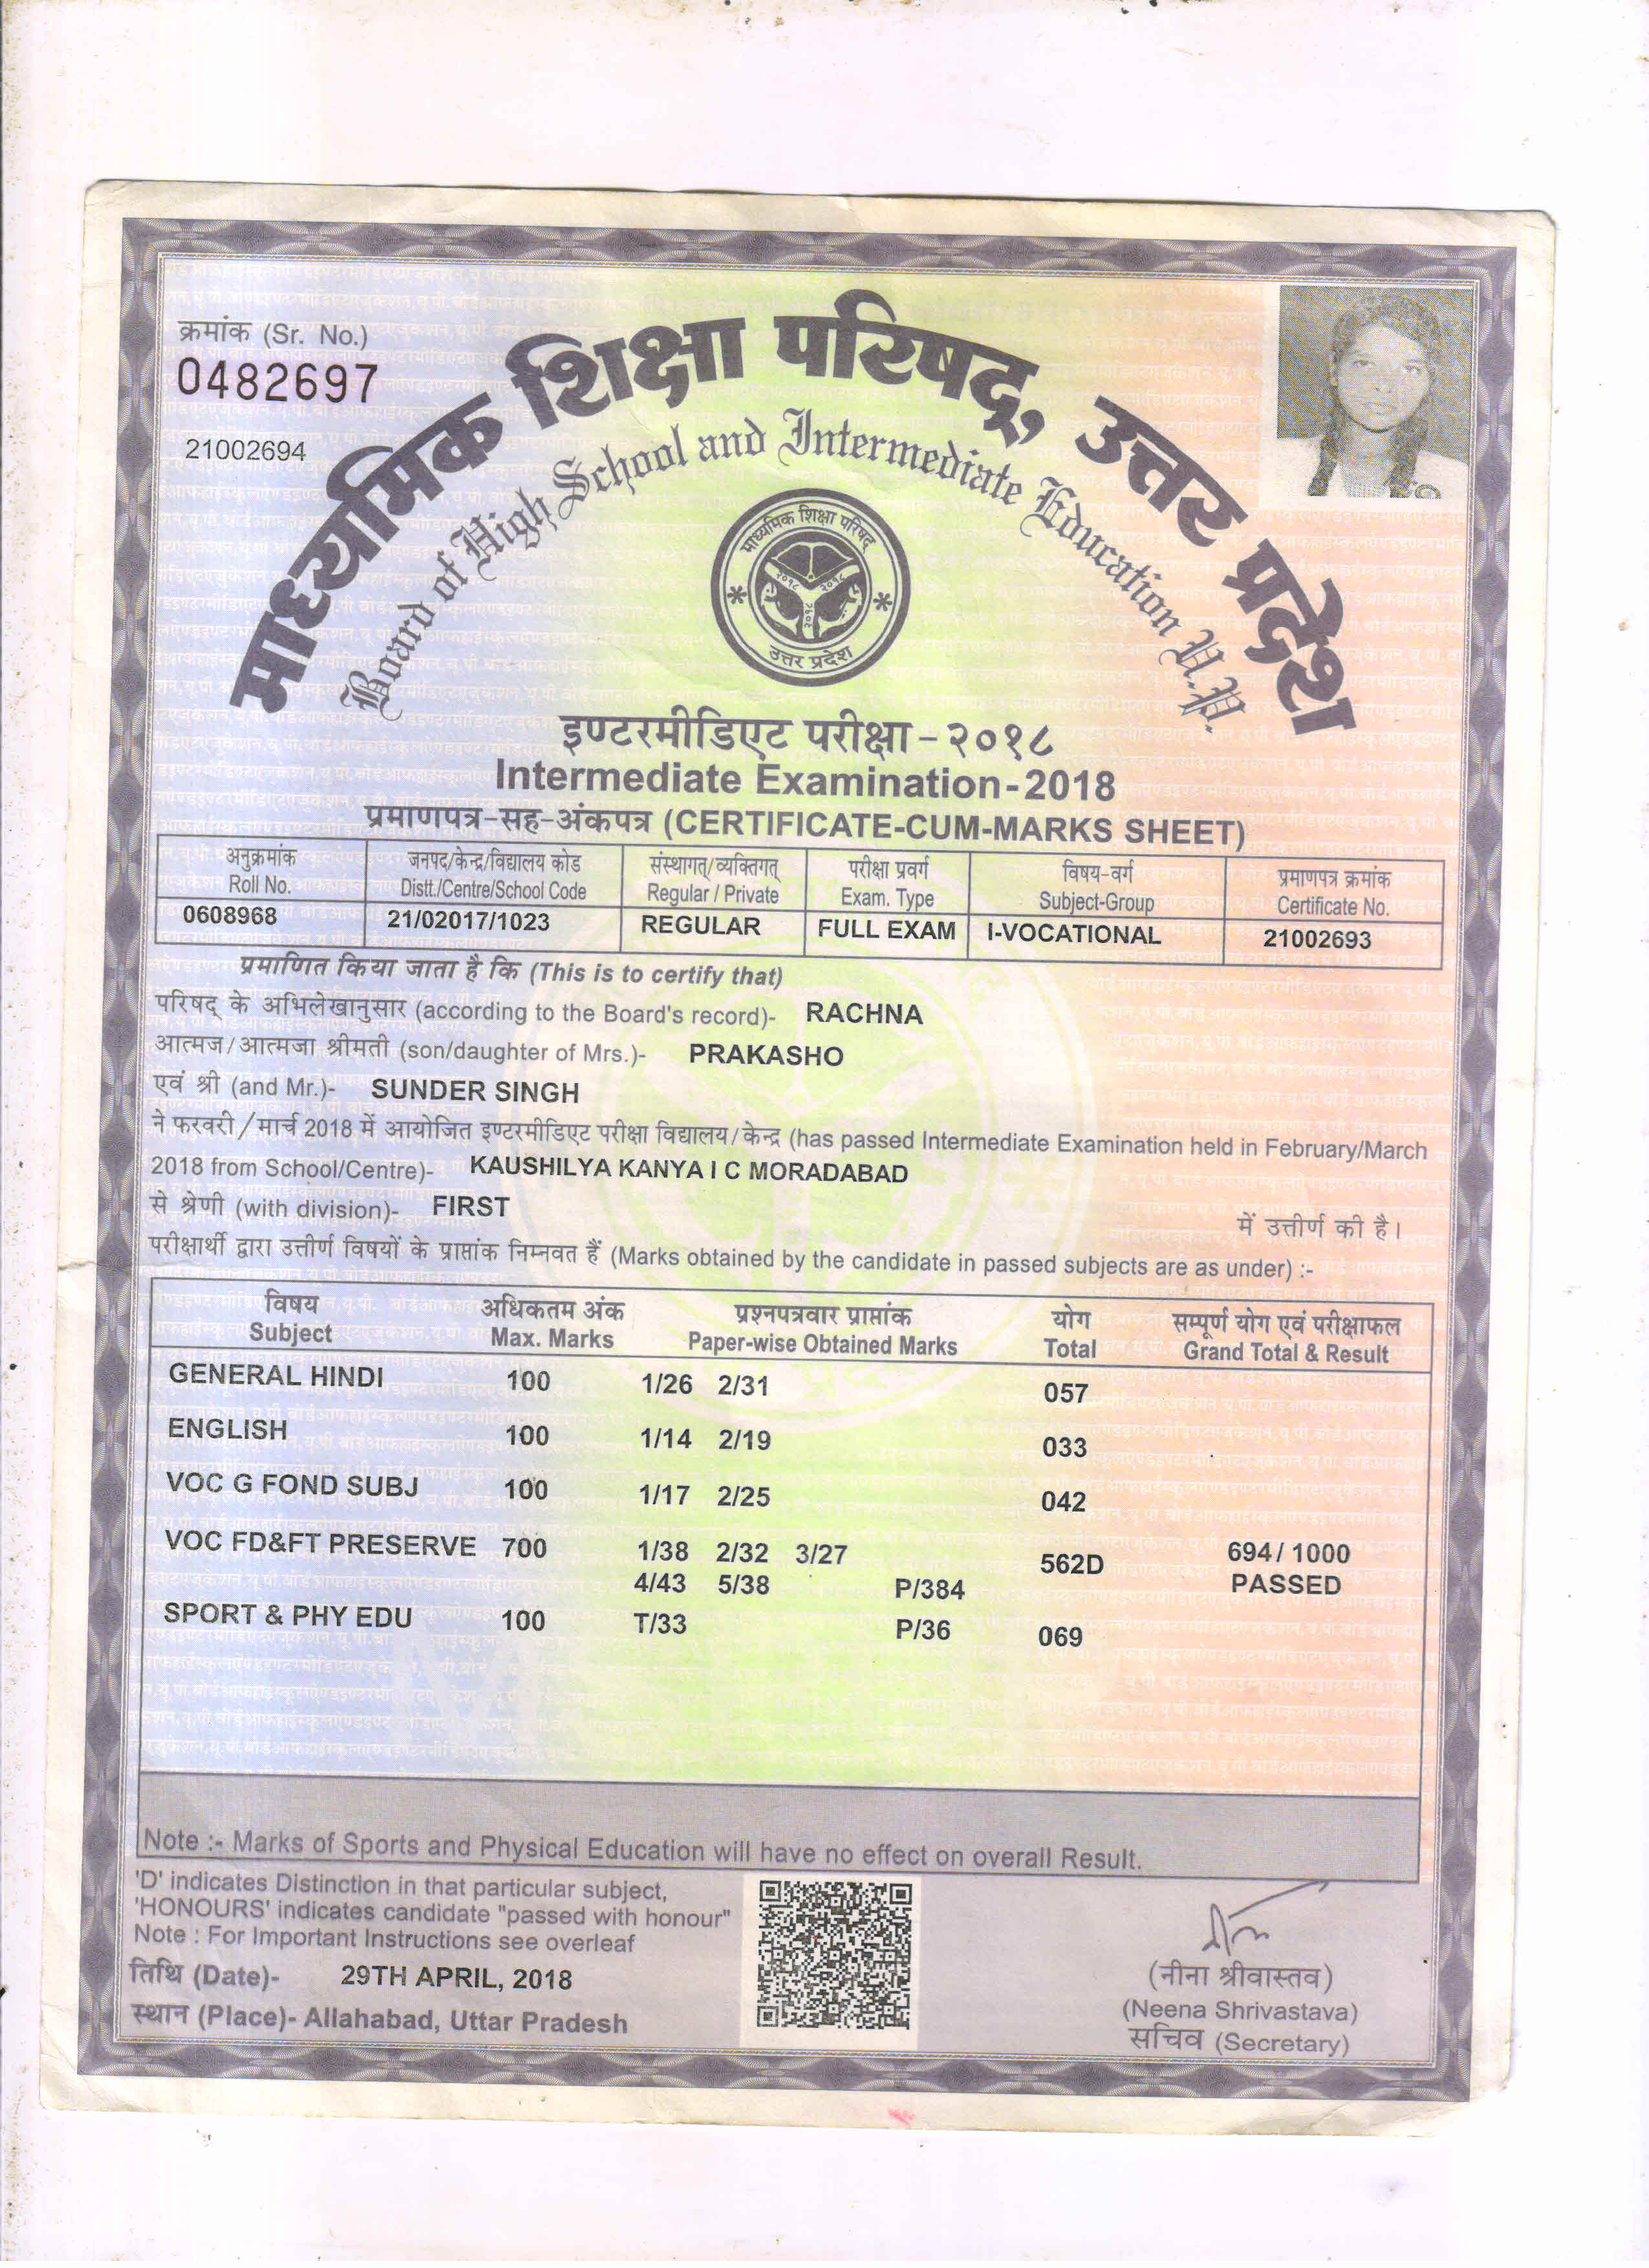 क्रमांक (Sr. No.)
0482697
21002694
माध्यमिक शिक्षा परिषद्, उत्तर प्रदेश
Board of High School and Intermediate Education U.P.
माध्यमिक शिक्षा परिषद्
२०१८ २०१८
२०१८
उत्तर प्रदेश
इण्टरमीडिएट परीक्षा-२०१८
Intermediate Examination-2018
प्रमाणपत्र-सह-अंकपत्र (CERTIFICATE-CUM-MARKS SHEET)
अनुक्रमांक जनपद/केन्द्र/विद्यालय कोड संस्थागत्/व्यक्तिगत् परीक्षा प्रवर्ग विषय-वर्ग प्रमाणपत्र क्रमांक
Roll No. Distt./Centre/School Code Regular / Private Exam. Type Subject-Group Certificate No.
0608968 21/02017/1023 REGULAR FULL EXAM I-VOCATIONAL 21002693
प्रमाणित किया जाता है कि (This is to certify that)
परिषद् के अभिलेखानुसार (according to the Board's record)- RACHNA
आत्मज/आत्मजा श्रीमती (son/daughter of Mrs.)- PRAKASHO
एवं श्री (and Mr.)- SUNDER SINGH
ने फरवरी/मार्च 2018 में आयोजित इण्टरमीडिएट परीक्षा विद्यालय/केन्द्र (has passed Intermediate Examination held in February/March
2018 from School/Centre)- KAUSHILYA KANYA I C MORADABAD
से श्रेणी (with division)- FIRST में उत्तीर्ण की है।
परीक्षार्थी द्वारा उत्तीर्ण विषयों के प्राप्तांक निम्नवत हैं (Marks obtained by the candidate in passed subjects are as under) :-
विषय अधिकतम अंक प्रश्नपत्रवार प्राप्तांक योग सम्पूर्ण योग एवं परीक्षाफल
Subject Max. Marks Paper-wise Obtained Marks Total Grand Total & Result
GENERAL HINDI 100 1/26 2/31 057
ENGLISH 100 1/14 2/19 033
VOC G FOND SUBJ 100 1/17 2/25 042
VOC FD&FT PRESERVE 700 1/38 2/32 3/27 562D 694/ 1000
4/43 5/38 P/384 PASSED
SPORT & PHY EDU 100 T/33 P/36 069
Note :- Marks of Sports and Physical Education will have no effect on overall Result.
'D' indicates Distinction in that particular subject,
'HONOURS' indicates candidate "passed with honour"
Note : For Important Instructions see overleaf
तिथि (Date)- 29TH APRIL, 2018
स्थान (Place)- Allahabad, Uttar Pradesh
(नीना श्रीवास्तव)
(Neena Shrivastava)
सचिव (Secretary)